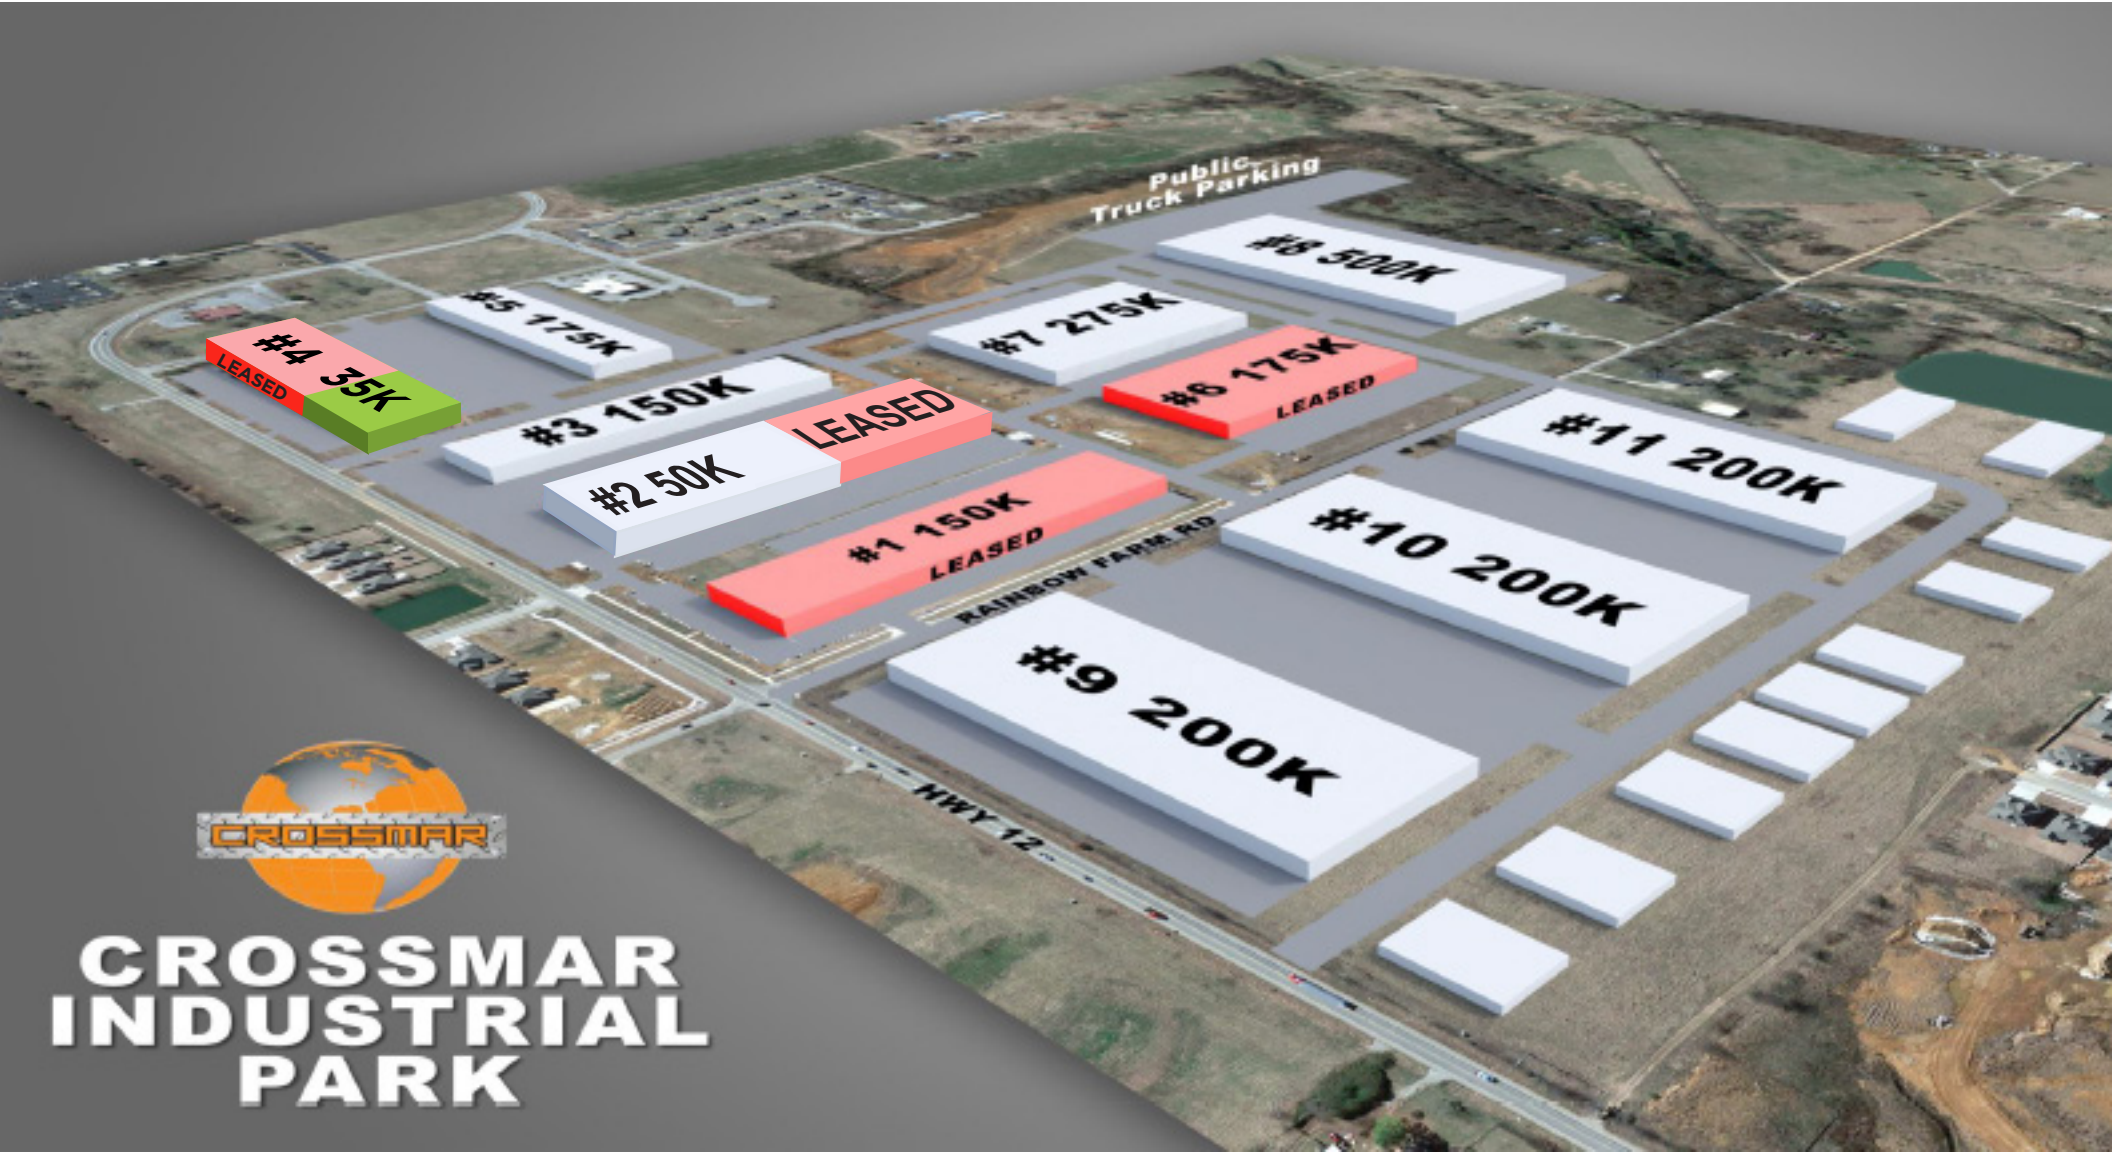 Public
Truck Parking
#8 500K
#5 175K
#7 275K
#4 35K
LEASED
#6 175K
LEASED
#3 150K
LEASED
#2 50K
#11 200K
#1 150K
LEASED
RAINBOW FARM RD
#10 200K
#9 200K
HWY 12
CROSSMAR
CROSSMAR
INDUSTRIAL
PARK